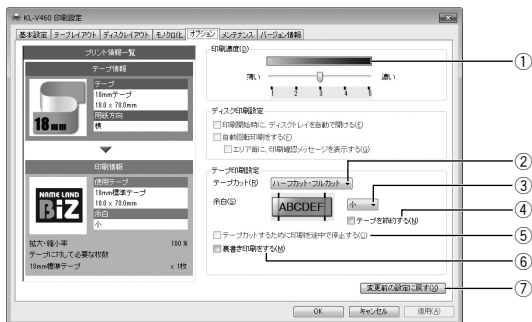 KL-V460 印刷設定
基本設定 テープレイアウト ディスクレイアウト モノクロ化 オプション メンテナンス バージョン情報
プリント情報一覧
テープ情報
テープ
18mmテープ
18.0 x 70.0mm
用紙方向
横
18mm
印刷情報
使用テープ
18mm標準テープ
18.0 x 70.0mm
余白
小
NAME LAND
BiZ
拡大・縮小率 100 %
テープに対して必要な枚数
18mm標準テープ × 1枚
印刷濃度(D)
薄い 濃い
1 2 3 4 5
①
ディスク印刷設定
印刷開始時に、ディスクトレイを自動で開ける(E)
自動回転印刷をする(F)
エリア毎に、印刷確認メッセージを表示する(G)
テープ印刷設定
テープカット(R) ハーフカット・フルカット
②
余白(S) ABCDEF 小
③
テープを節約する(N)
④
テープカットするために印刷を途中で停止する(C)
⑤
裏書き印刷をする(M)
⑥
変更前の設定に戻す(X)
⑦
OK キャンセル 適用(A)